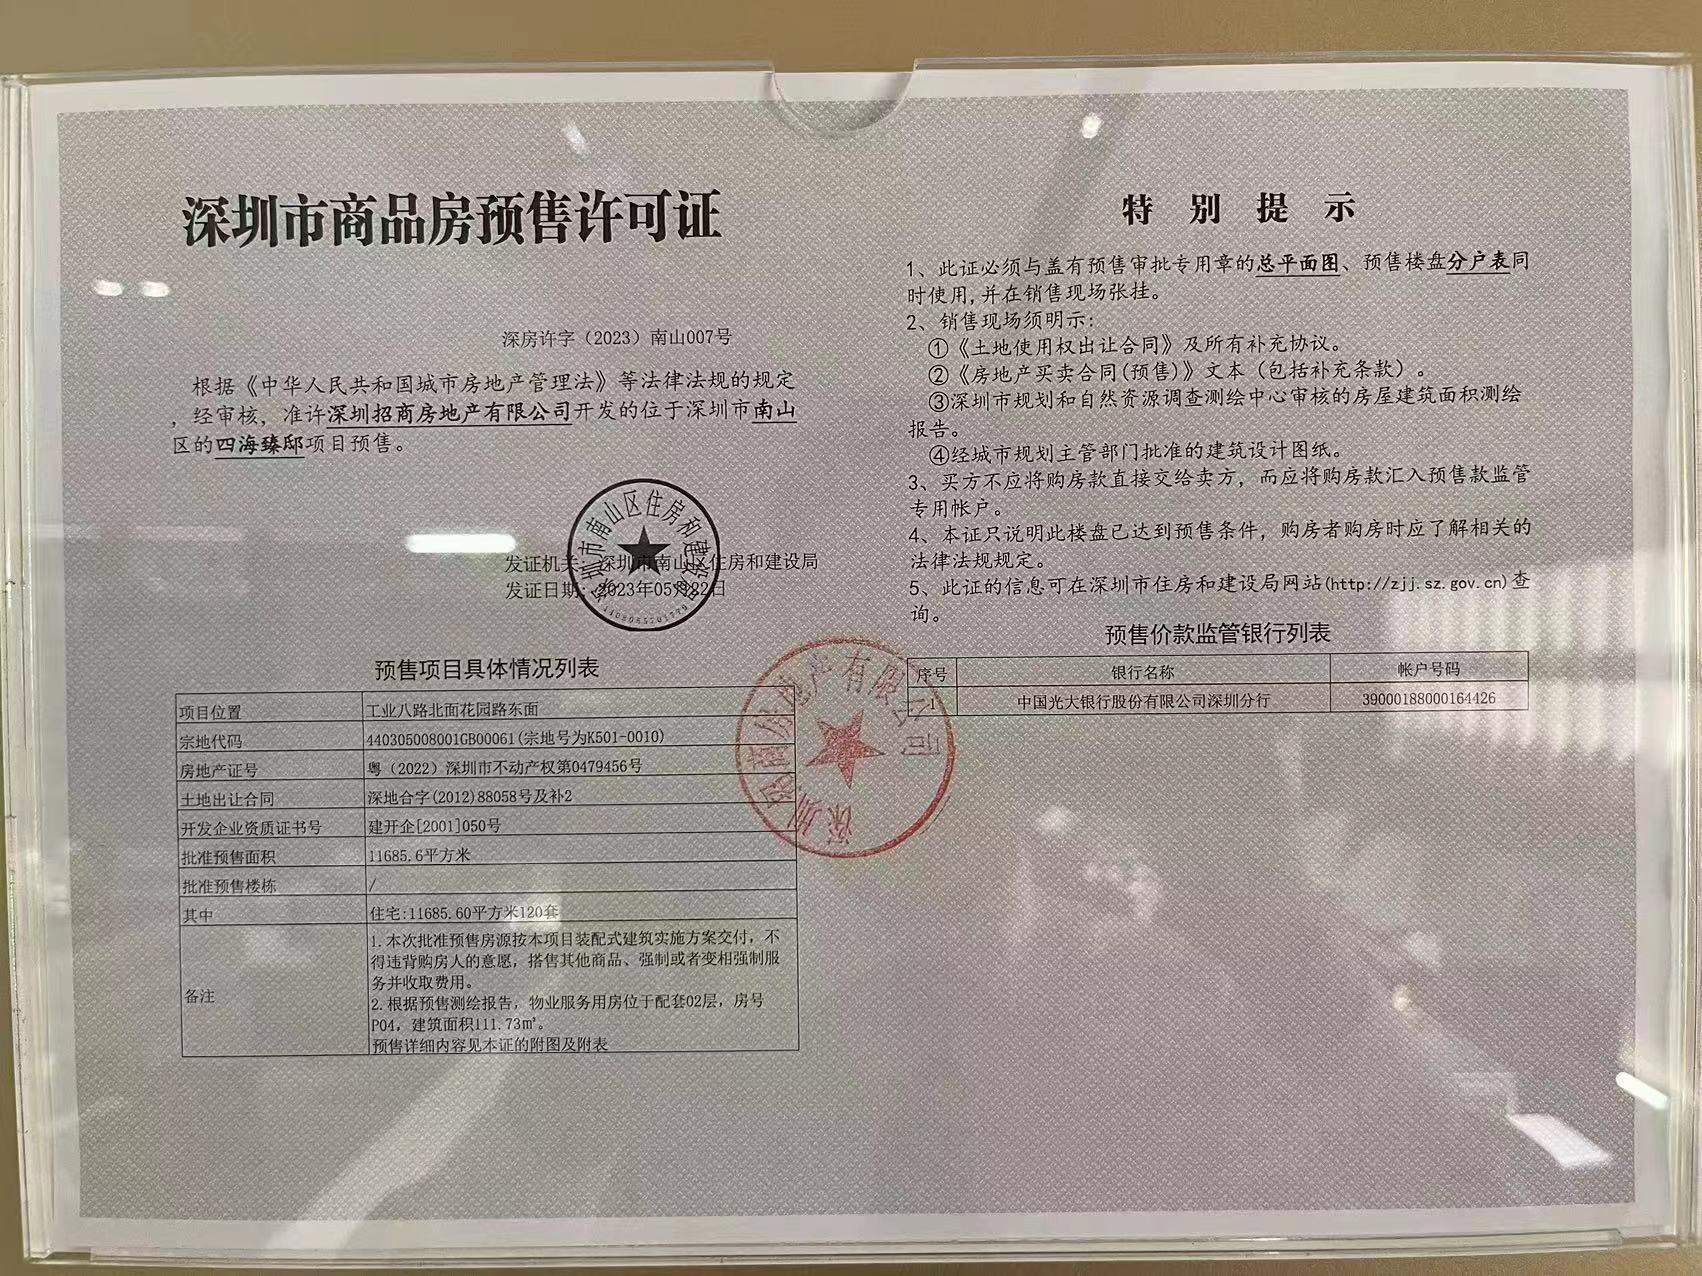 深圳市商品房预售许可证
深房许字（2023）南山007号
根据《中华人民共和国城市房地产管理法》等法律法规的规定
，经审核，准许深圳招商房地产有限公司开发的位于深圳市南山
区的四海臻邸项目预售。
深圳市南山区住房和建设局
发证机关：深圳市南山区住房和建设局
发证日期：2023年05月22日
预售项目具体情况列表
项目位置 工业八路北面花园路东面
宗地代码 440305008001GB00061(宗地号为K501-0010)
房地产证号 粤（2022）深圳市不动产权第0479456号
土地出让合同 深地合字(2012)88058号及补2
开发企业资质证书号 建开企[2001]050号
批准预售面积 11685.6平方米
批准预售楼栋 /
其中 住宅:11685.60平方米120套
备注
1.本次批准预售房源按本项目装配式建筑实施方案交付，不
得违背购房人的意愿，搭售其他商品、强制或者变相强制服
务并收取费用。
2.根据预售测绘报告，物业服务用房位于配套02层，房号
P04，建筑面积111.73㎡。
预售详细内容见本证的附图及附表
深圳招商房地产有限公司
特别提示
1、此证必须与盖有预售审批专用章的总平面图、预售楼盘分户表同
时使用,并在销售现场张挂。
2、销售现场须明示:
①《土地使用权出让合同》及所有补充协议。
②《房地产买卖合同(预售)》文本（包括补充条款）。
③深圳市规划和自然资源调查测绘中心审核的房屋建筑面积测绘
报告。
④经城市规划主管部门批准的建筑设计图纸。
3、买方不应将购房款直接交给卖方，而应将购房款汇入预售款监管
专用帐户。
4、本证只说明此楼盘已达到预售条件，购房者购房时应了解相关的
法律法规规定。
5、此证的信息可在深圳市住房和建设局网站(http://zjj.sz.gov.cn)查
询。
预售价款监管银行列表
序号 银行名称 帐户号码
1 中国光大银行股份有限公司深圳分行 39000188000164426